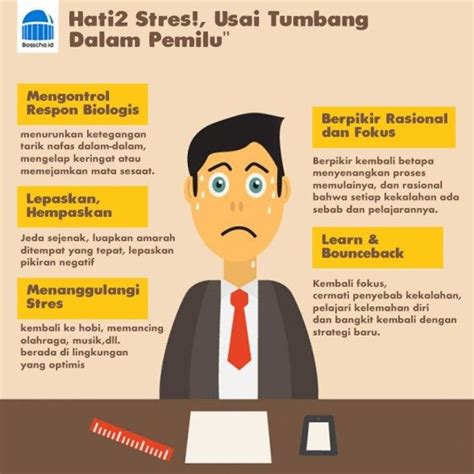 Bosscha.id
Hati2 Stres!, Usai Tumbang
Dalam Pemilu"
Mengontrol
Respon Biologis
menurunkan ketegangan
tarik nafas dalam-dalam,
mengelap keringat atau
memejamkan mata sesaat.
Lepaskan,
Hempaskan
Jeda sejenak, luapkan amarah
ditempat yang tepat, lepaskan
pikiran negatif
Menanggulangi
Stres
kembali ke hobi, memancing
olahraga, musik,dll.
berada di lingkungan
yang optimis
Berpikir Rasional
dan Fokus
Berpikir kembali betapa
menyenangkan proses
memulainya, dan rasional
bahwa setiap kekalahan ada
sebab dan pelajarannya.
Learn &
Bounceback
Kembali fokus,
cermati penyebab kekalahan,
pelajari kelemahan diri
dan bangkit kembali dengan
strategi baru.